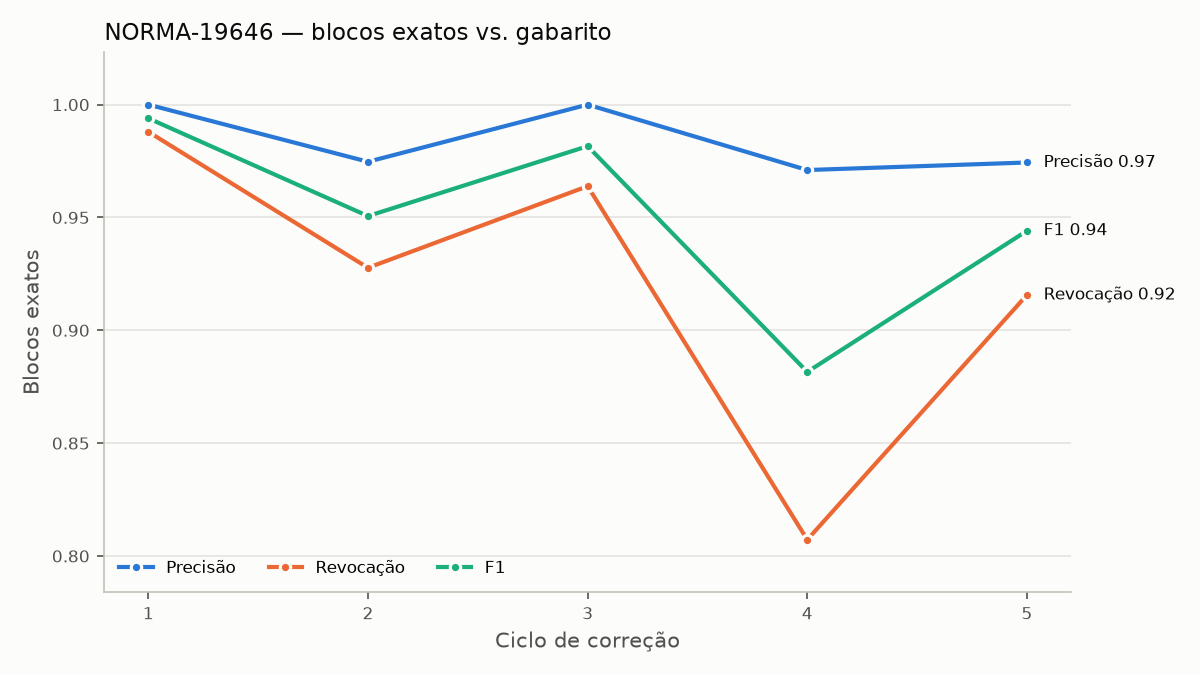 NORMA-19646 — blocos exatos vs. gabarito
Blocos exatos
1.00
0.95
0.90
0.85
0.80
Precisão 0.97
F1 0.94
Revocação 0.92
Precisão Revocação F1
1 2 3 4 5
Ciclo de correção